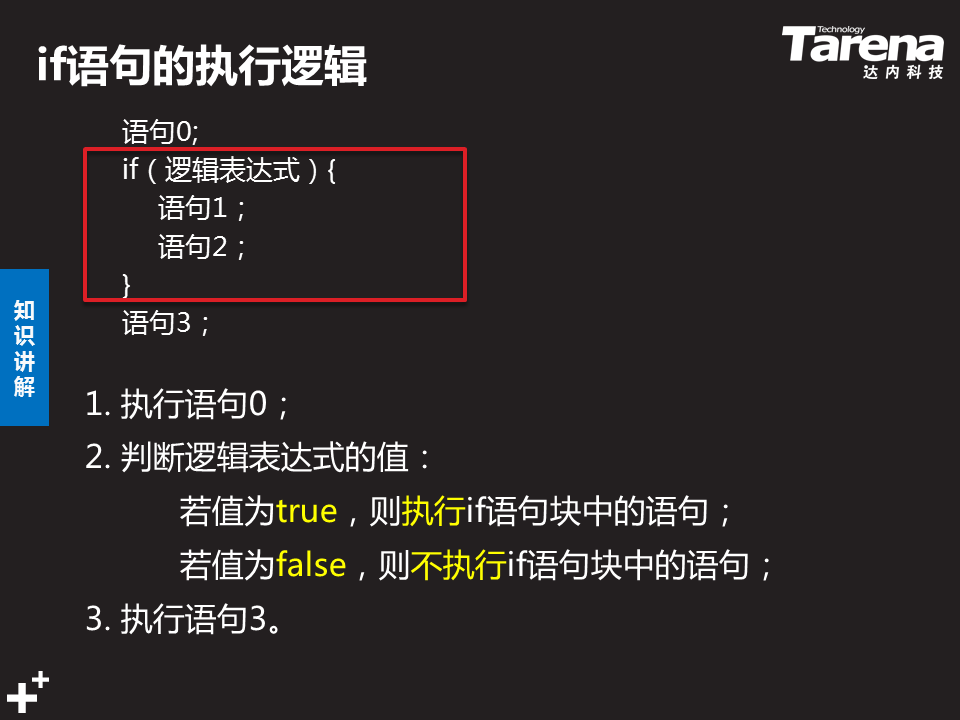 if语句的执行逻辑
Technology
Tarena
达内科技
语句0;
if（逻辑表达式）{
语句1；
语句2；
}
语句3；
知识讲解
1. 执行语句0；
2. 判断逻辑表达式的值：
若值为true，则执行if语句块中的语句；
若值为false，则不执行if语句块中的语句；
3. 执行语句3。